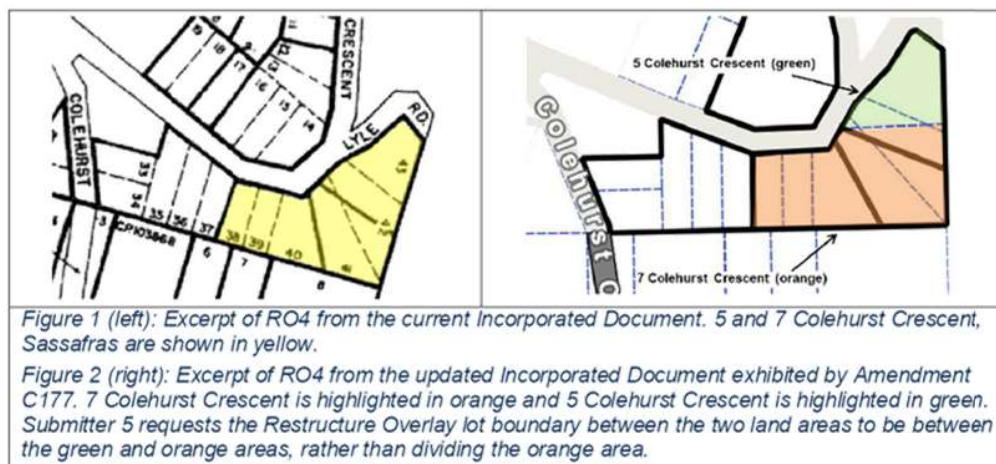 CRESCENT
COLEHURST
LYLE
RD.
19
18
17
16
15
14
33
34
35
36
37
38
39
40
41
43
3
CP103868
6
7
8
5 Colehurst Crescent (green)
Colehurst C
7 Colehurst Crescent (orange)
Figure 1 (left): Excerpt of RO4 from the current Incorporated Document. 5 and 7 Colehurst Crescent,
Sassafras are shown in yellow.
Figure 2 (right): Excerpt of RO4 from the updated Incorporated Document exhibited by Amendment
C177. 7 Colehurst Crescent is highlighted in orange and 5 Colehurst Crescent is highlighted in green.
Submitter 5 requests the Restructure Overlay lot boundary between the two land areas to be between
the green and orange areas, rather than dividing the orange area.